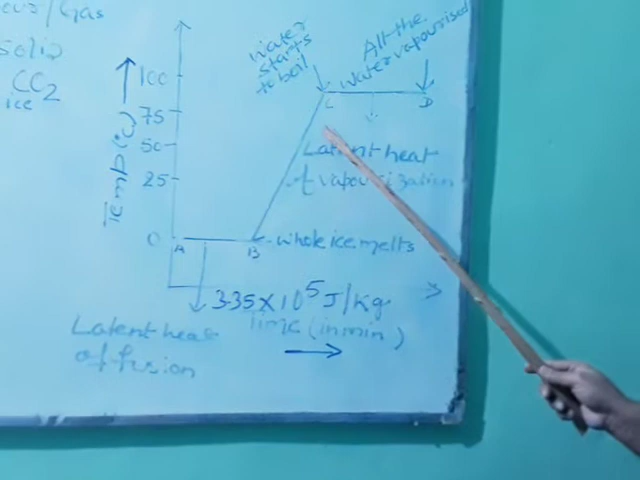 /Gas
Solid
CO2
ice
Temp (°C)
100
75
50
25
0
A
B
C
D
Water
starts
to boil
All the
water vapourised
Latent heat
of vapourization
whole ice melts
3.35×10^5 J/Kg
Time (in min)
Latent heat
of fusion